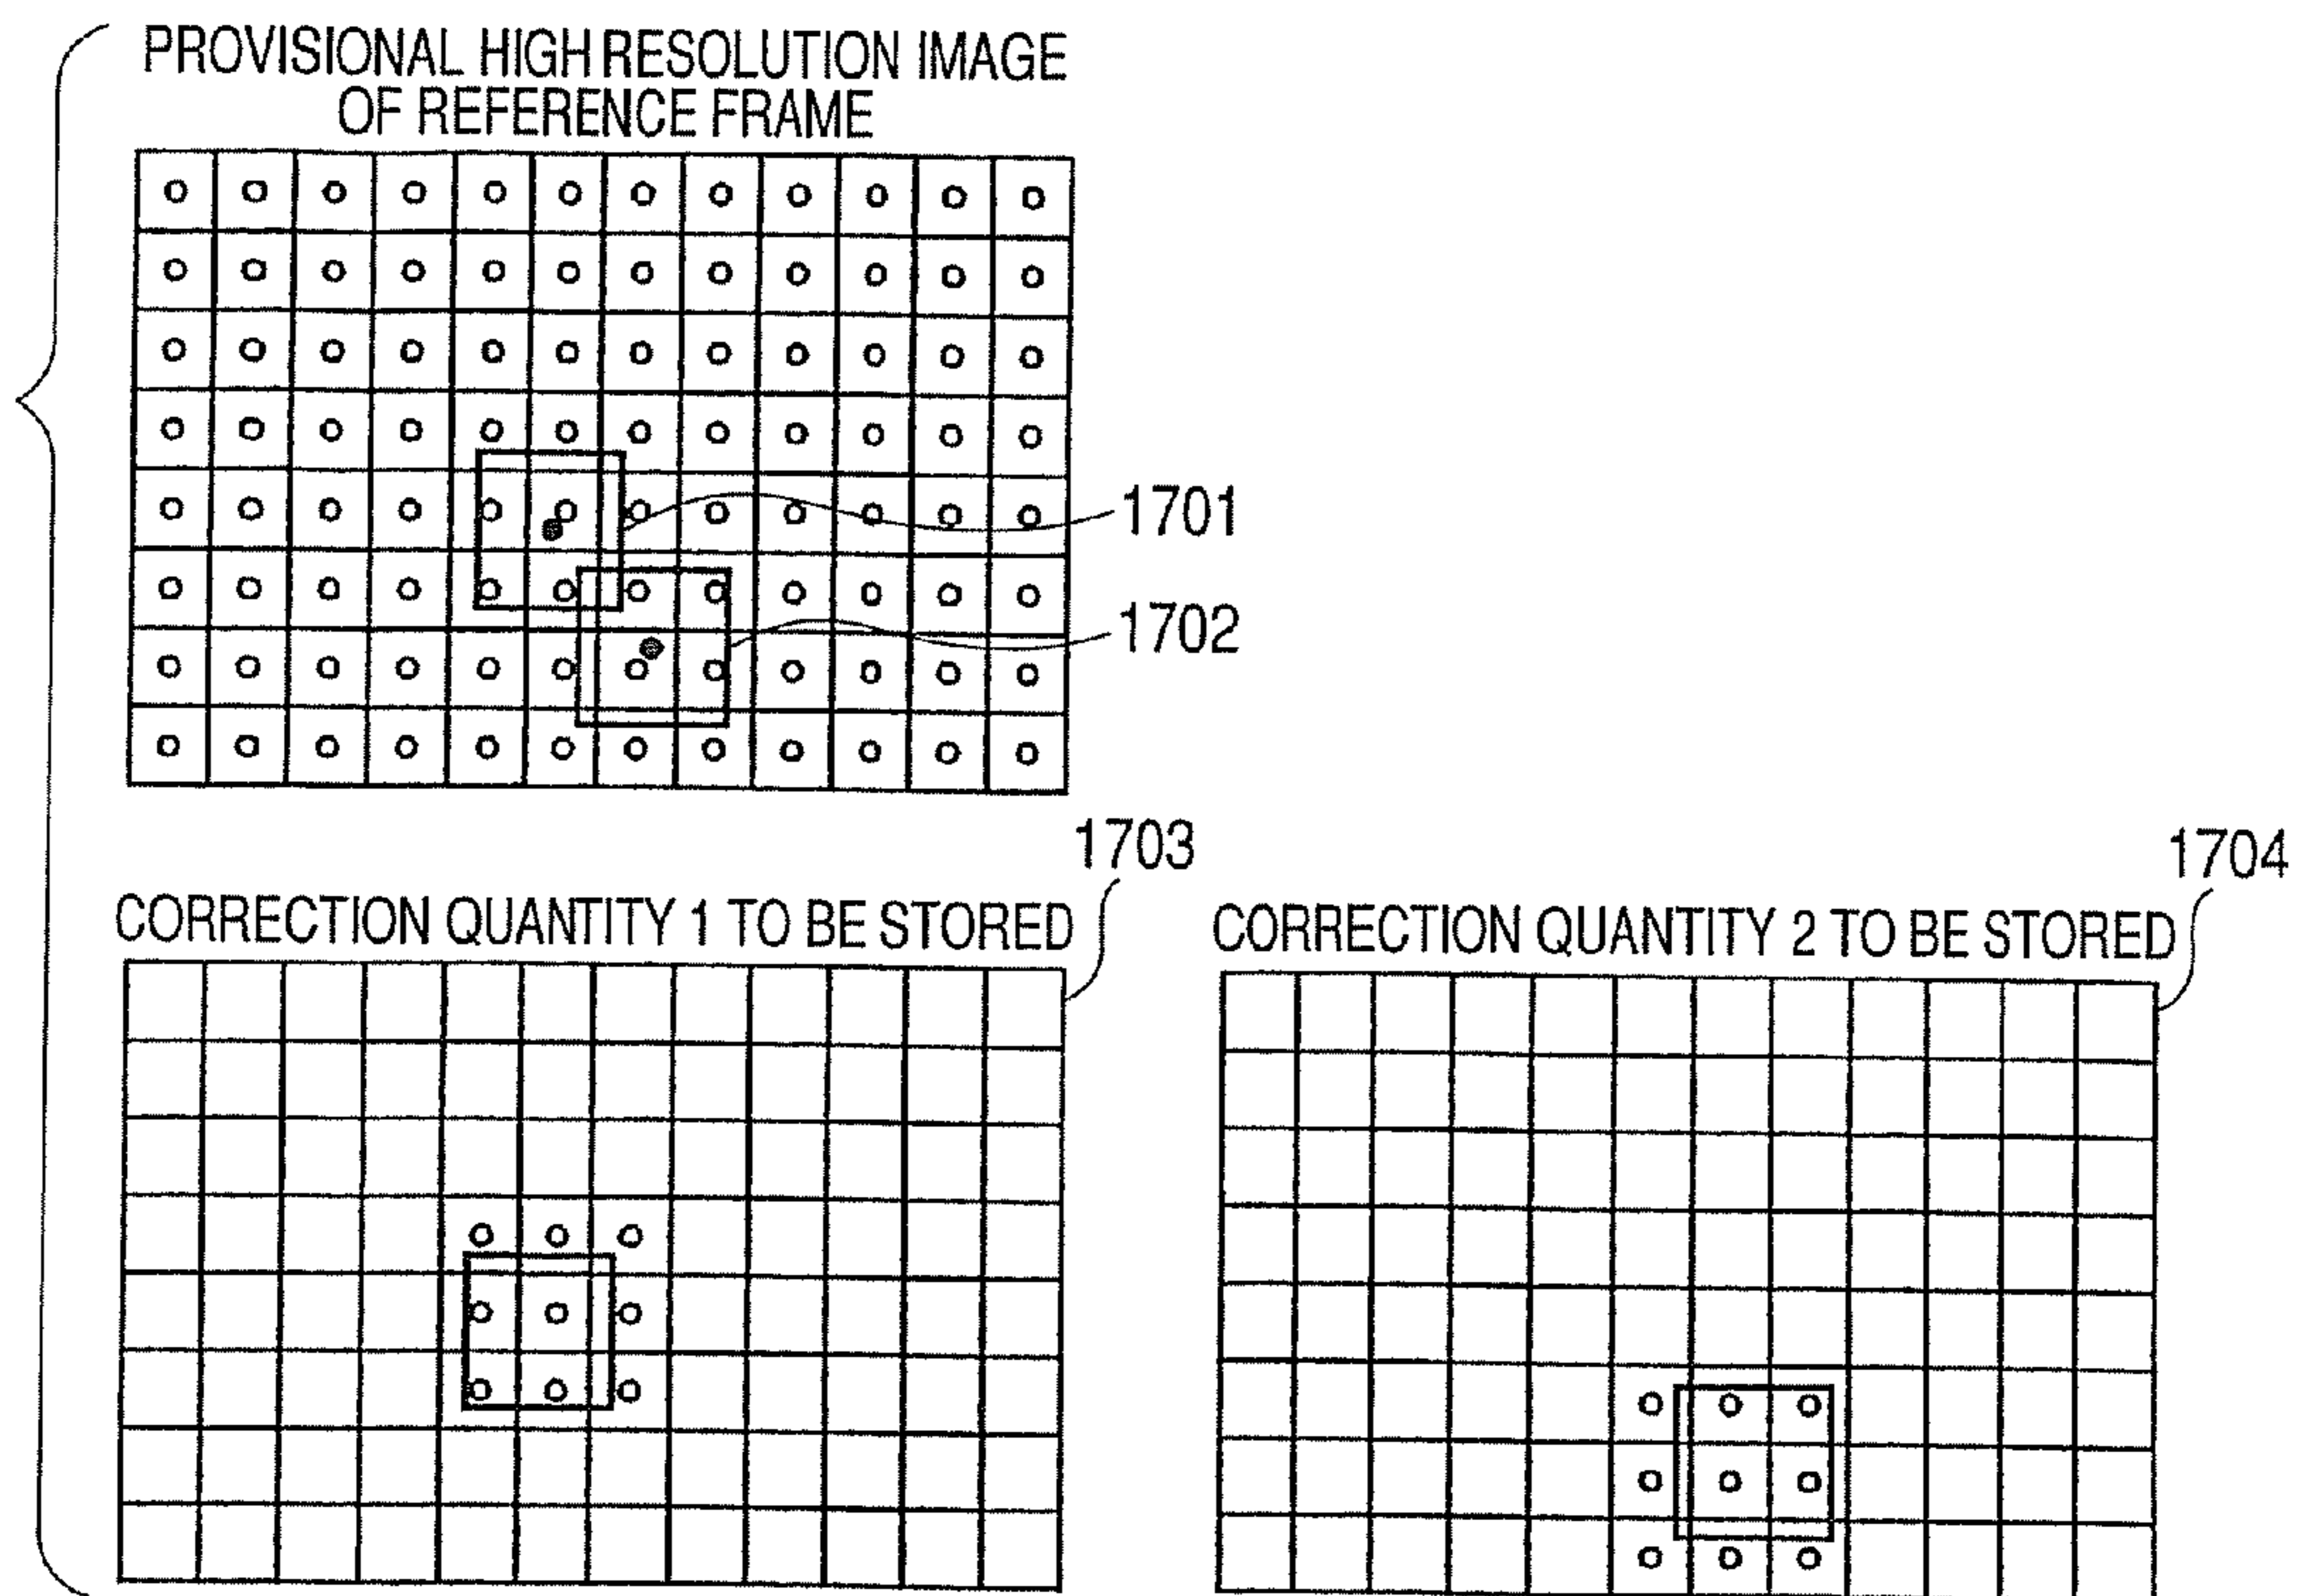 PROVISIONAL HIGH RESOLUTION IMAGE
OF REFERENCE FRAME
1701
1702
1703
1704
CORRECTION QUANTITY 1 TO BE STORED
CORRECTION QUANTITY 2 TO BE STORED